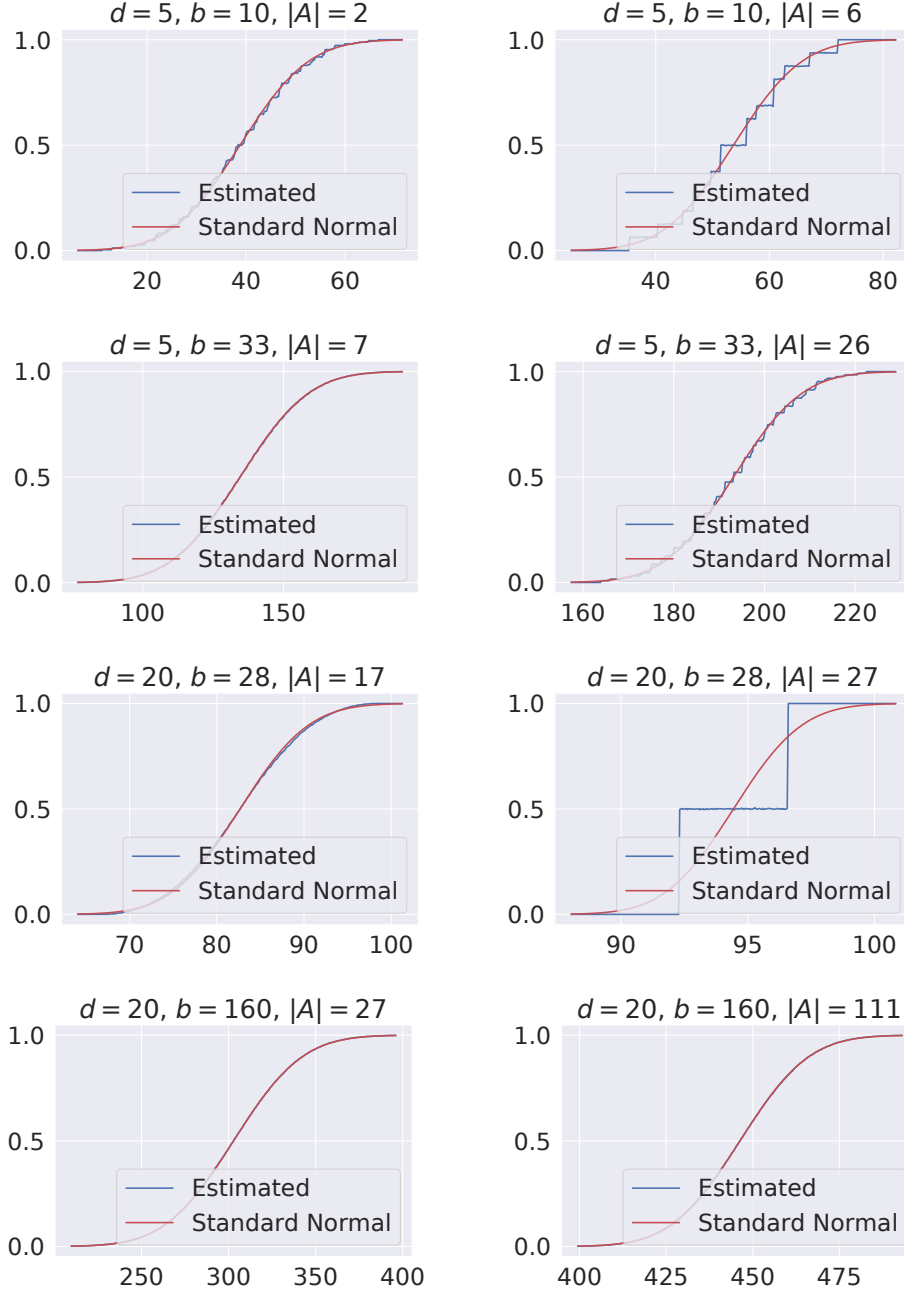 d = 5, b = 10, |A| = 2
1.0
0.5
0.0
Estimated
Standard Normal
20 40 60
d = 5, b = 10, |A| = 6
1.0
0.5
0.0
Estimated
Standard Normal
40 60 80
d = 5, b = 33, |A| = 7
1.0
0.5
0.0
Estimated
Standard Normal
100 150
d = 5, b = 33, |A| = 26
1.0
0.5
0.0
Estimated
Standard Normal
160 180 200 220
d = 20, b = 28, |A| = 17
1.0
0.5
0.0
Estimated
Standard Normal
70 80 90 100
d = 20, b = 28, |A| = 27
1.0
0.5
0.0
Estimated
Standard Normal
90 95 100
d = 20, b = 160, |A| = 27
1.0
0.5
0.0
Estimated
Standard Normal
250 300 350 400
d = 20, b = 160, |A| = 111
1.0
0.5
0.0
Estimated
Standard Normal
400 425 450 475